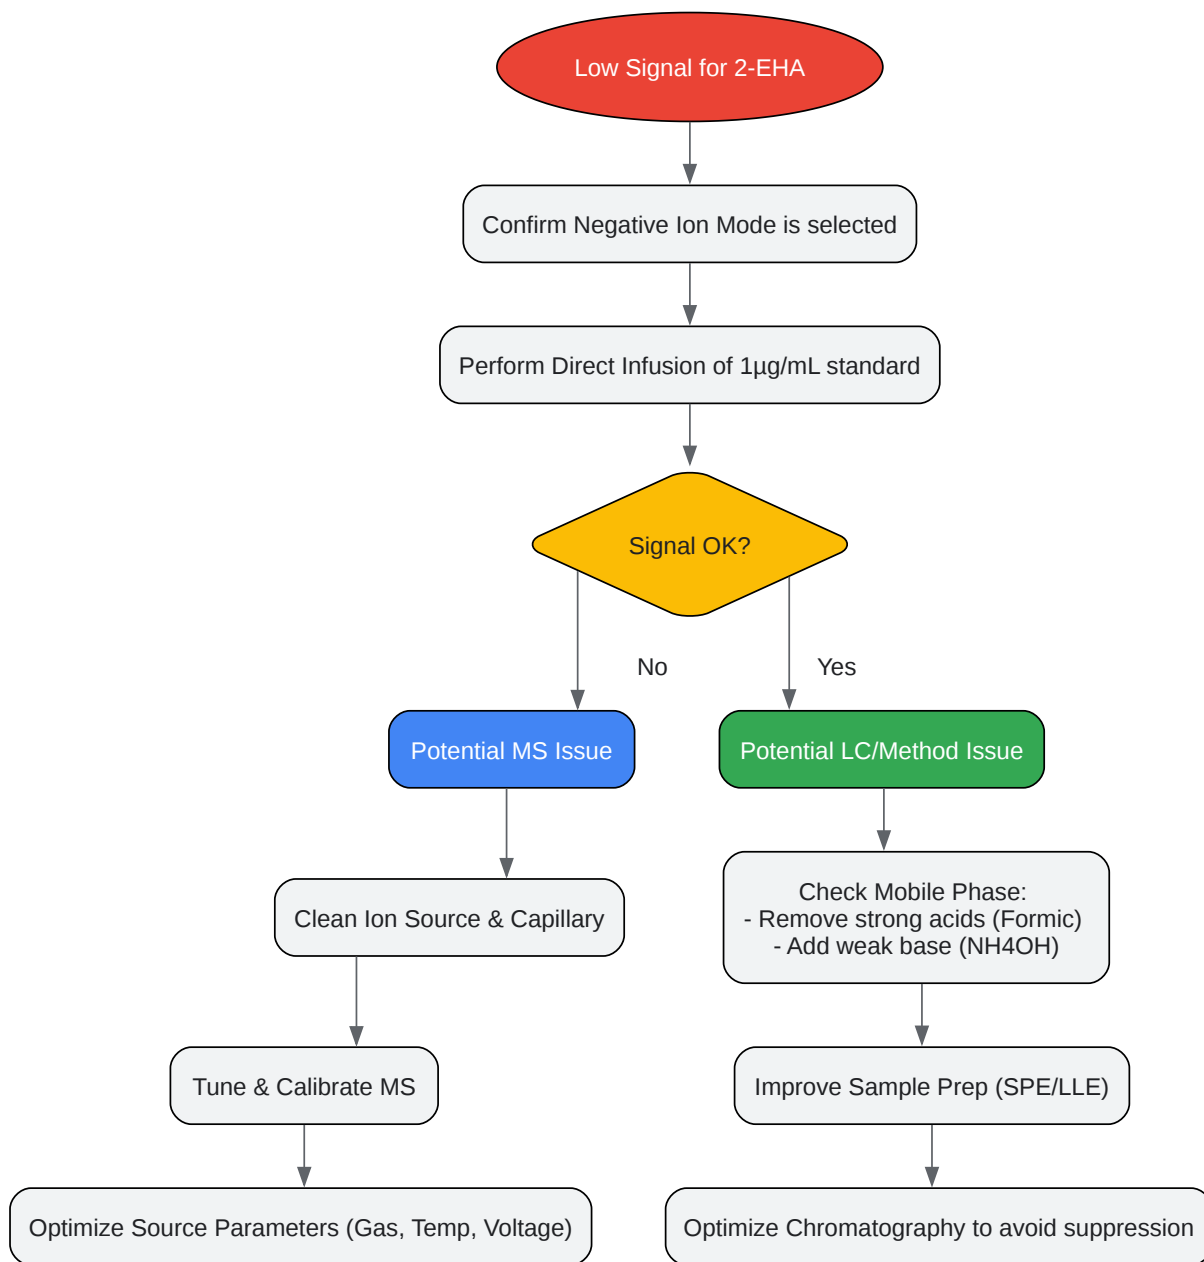 Low Signal for 2-EHA
Confirm Negative Ion Mode is selected
Perform Direct Infusion of 1µg/mL standard
Signal OK?
No
Yes
Potential MS Issue
Potential LC/Method Issue
Clean Ion Source & Capillary
Check Mobile Phase:
- Remove strong acids (Formic)
- Add weak base (NH4OH)
Tune & Calibrate MS
Improve Sample Prep (SPE/LLE)
Optimize Source Parameters (Gas, Temp, Voltage)
Optimize Chromatography to avoid suppression